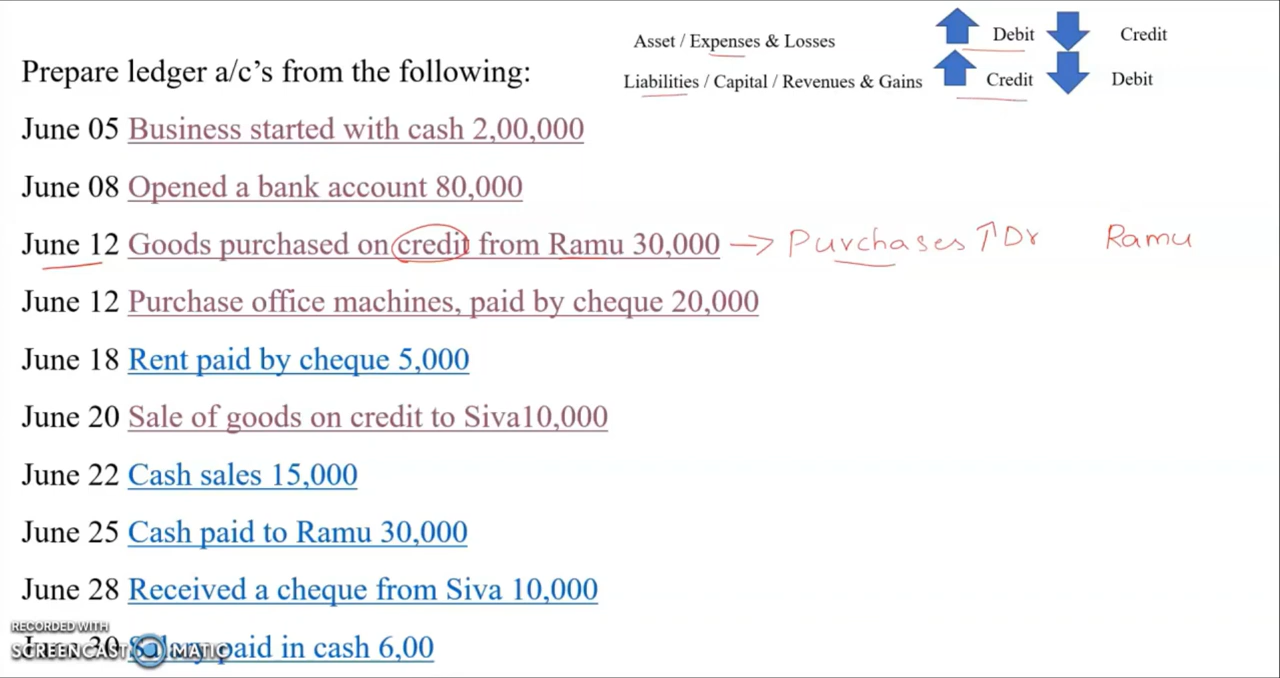 Asset / Expenses & Losses Debit Credit
Prepare ledger a/c’s from the following:
Liabilities / Capital / Revenues & Gains Credit Debit
June 05 Business started with cash 2,00,000
June 08 Opened a bank account 80,000
June 12 Goods purchased on credit from Ramu 30,000 → Purchases ↑ Dr Ramu
June 12 Purchase office machines, paid by cheque 20,000
June 18 Rent paid by cheque 5,000
June 20 Sale of goods on credit to Siva10,000
June 22 Cash sales 15,000
June 25 Cash paid to Ramu 30,000
June 28 Received a cheque from Siva 10,000
RECORDED WITH
June 30 Salary paid in cash 6,00
SCREENCAST MATIC